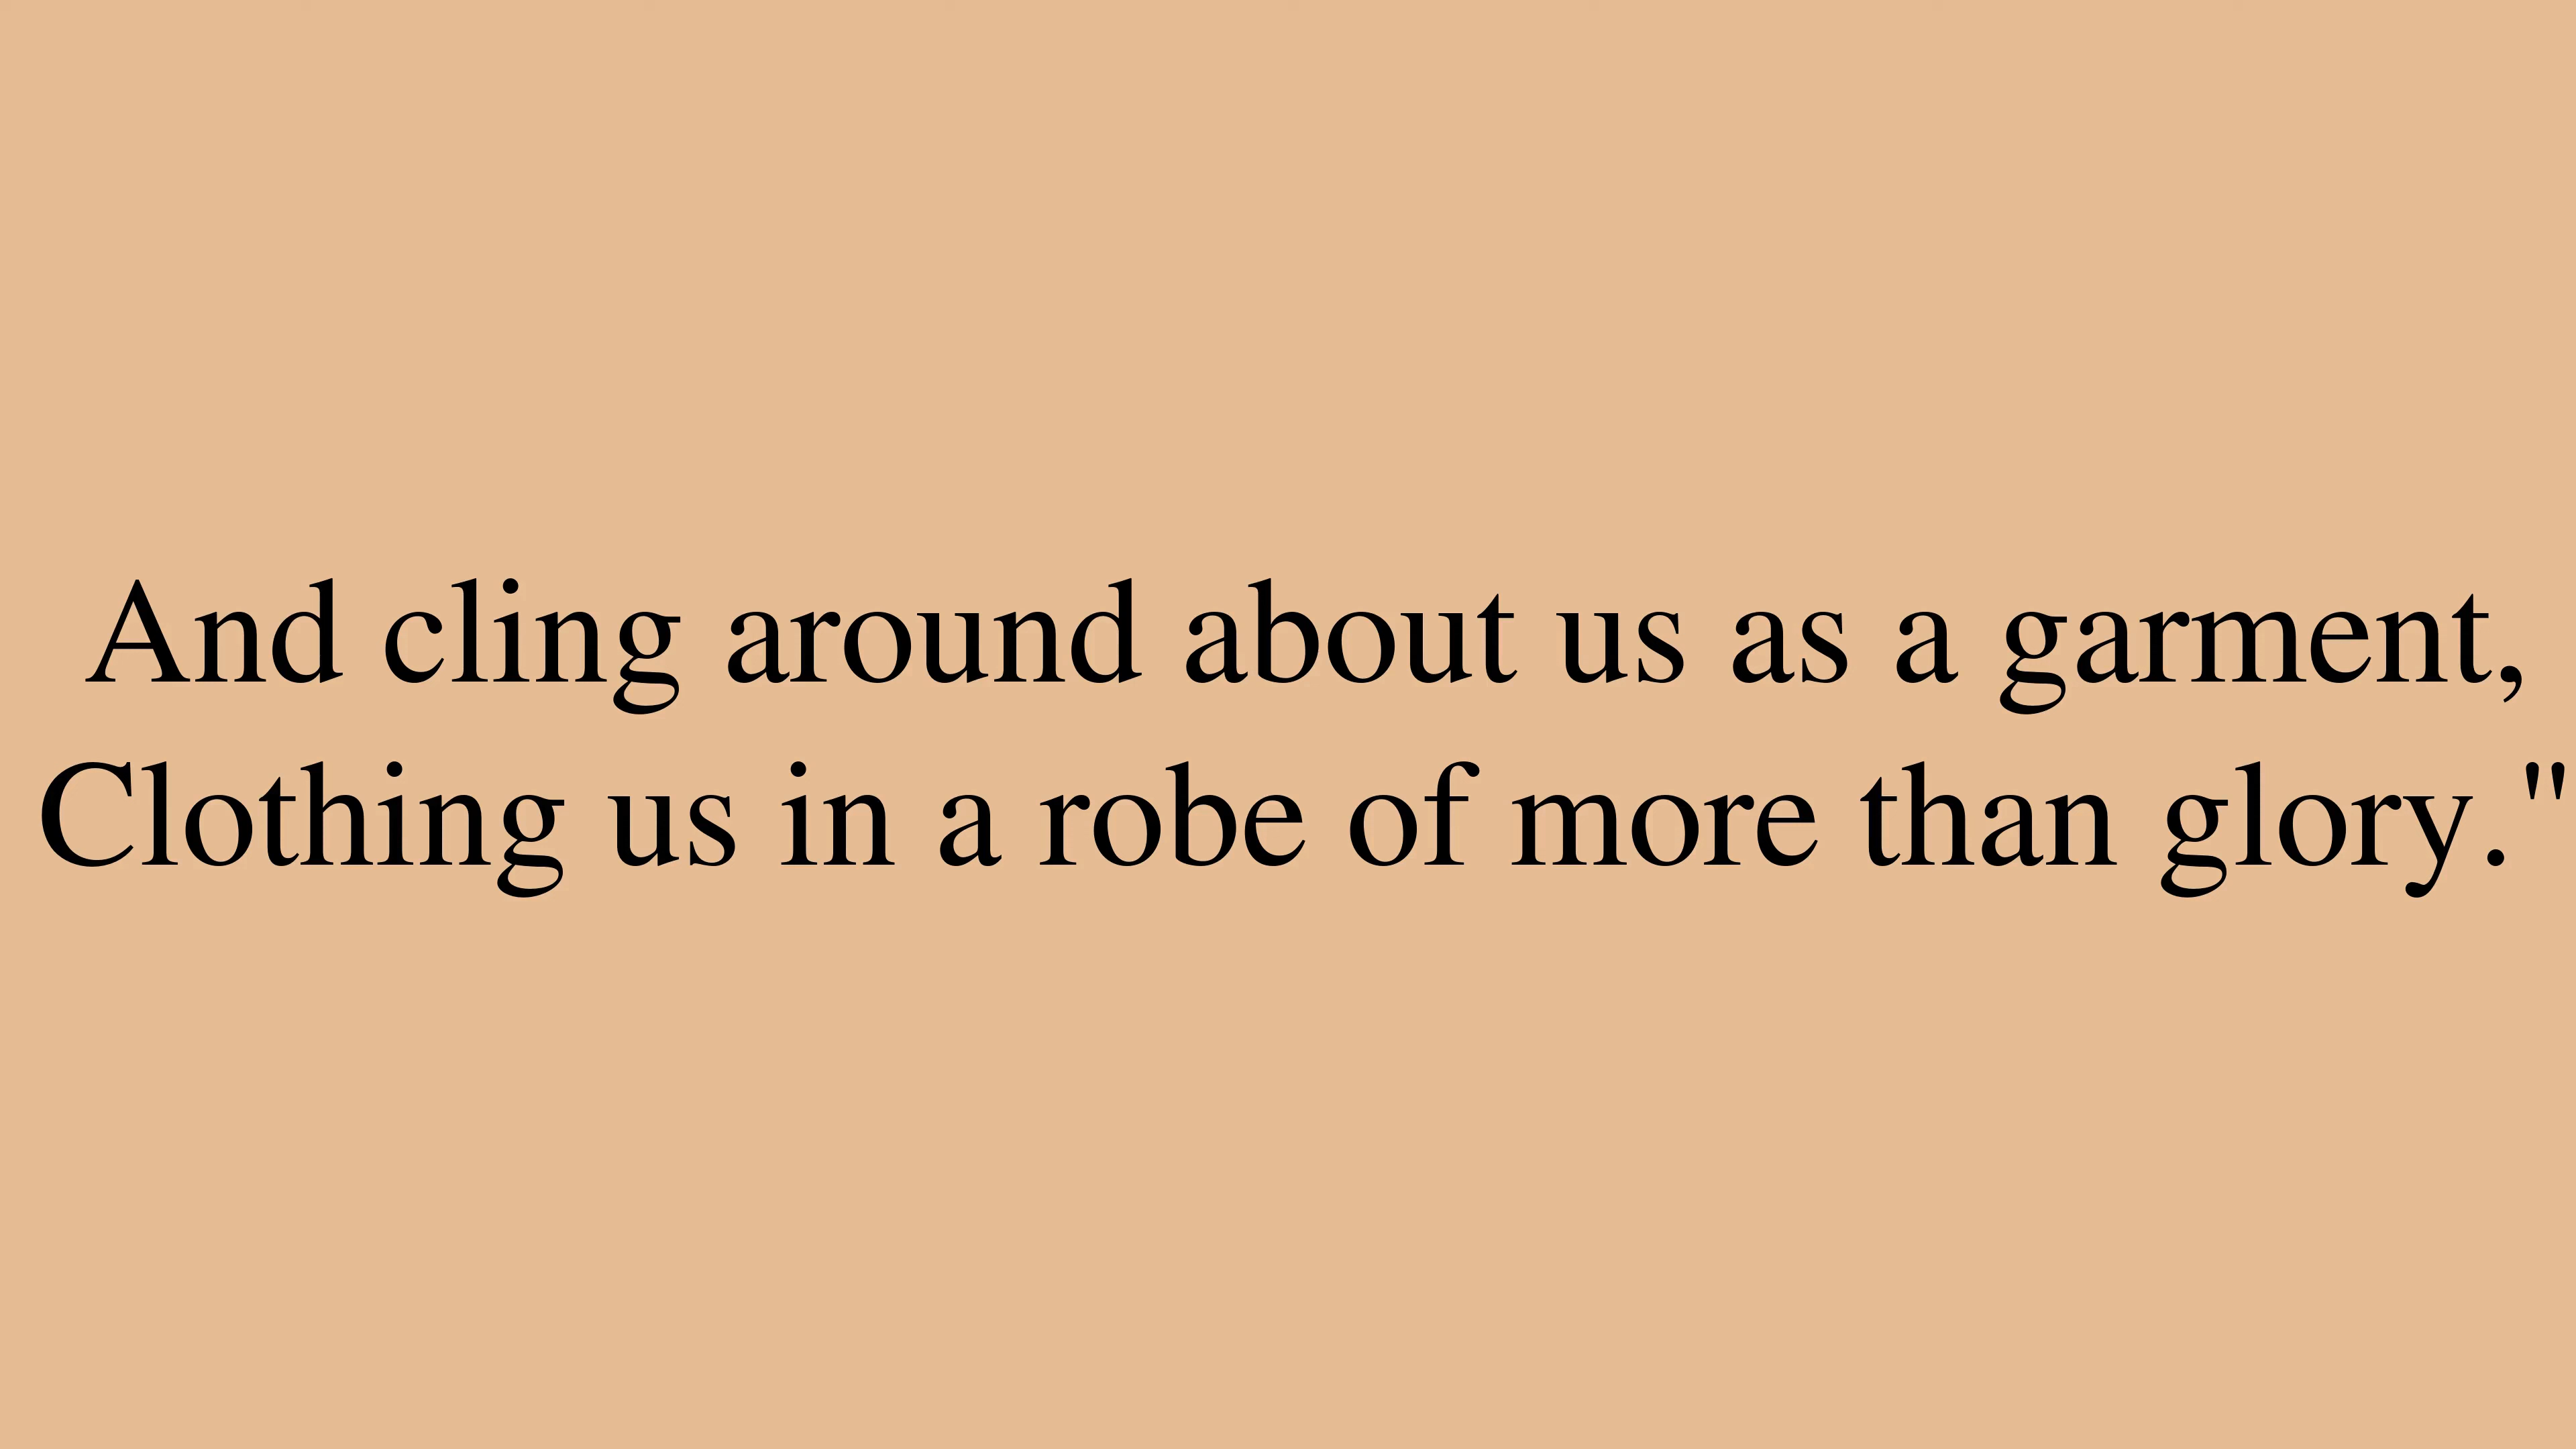 And cling around about us as a garment,
Clothing us in a robe of more than glory."